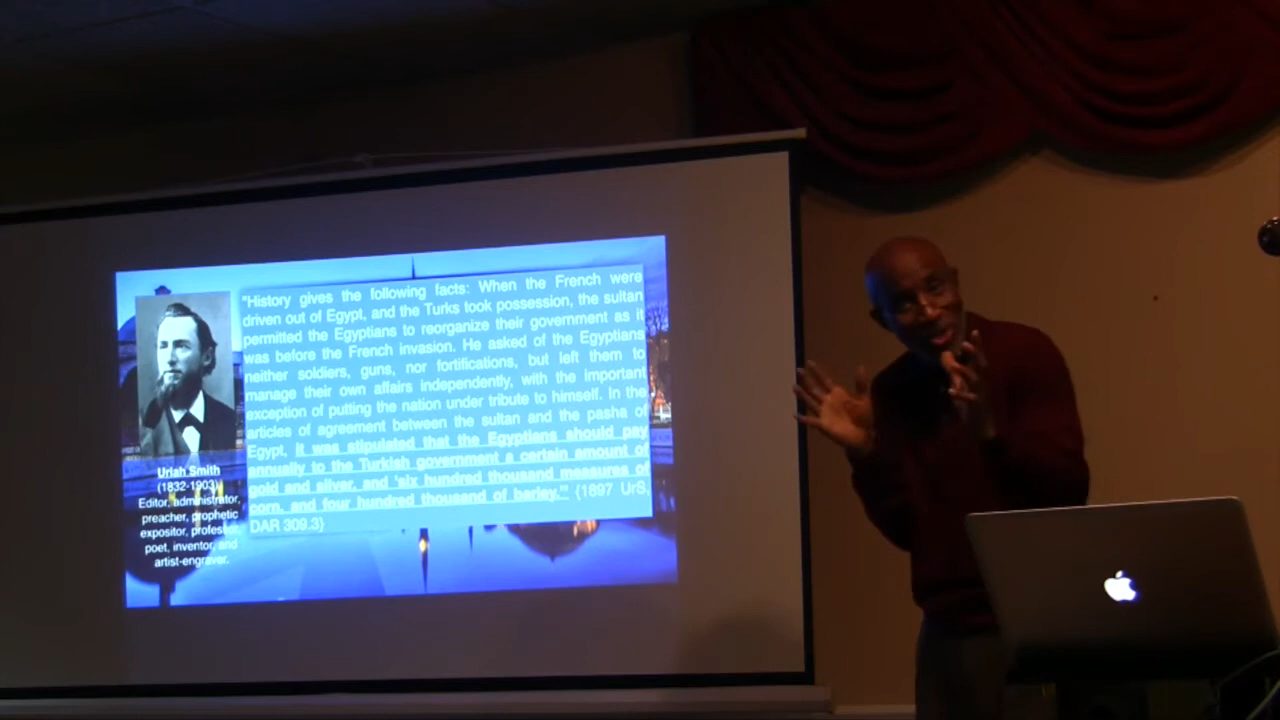 "History gives the following facts: When the French were
driven out of Egypt, and the Turks took possession, the sultan
permitted the Egyptians to reorganize their government as it
was before the French invasion. He asked of the Egyptians
neither soldiers, guns, nor fortifications, but left them to
manage their own affairs independently, with the important
exception of putting the nation under tribute to himself. In the
articles of agreement between the sultan and the pasha of
Egypt, it was stipulated that the Egyptians should pay
annually to the Turkish government a certain amount of
gold and silver, and 'six hundred thousand measures of
corn, and four hundred thousand of barley.'" {1897 UrS,
DAR 309.3}
Uriah Smith
(1832-1903)
Editor, administrator,
preacher, prophetic
expositor, professor,
poet, inventor, and
artist-engraver.